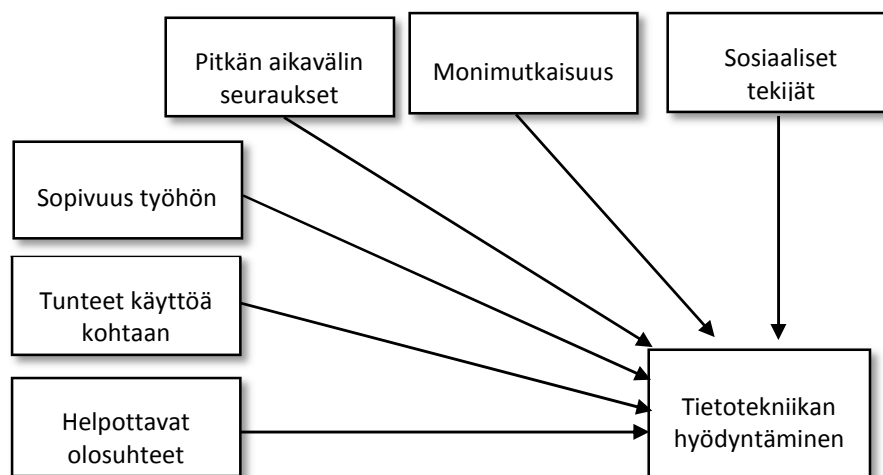 Pitkän aikavälin
seuraukset
Monimutkaisuus
Sosiaaliset
tekijät
Sopivuus työhön
Tunteet käyttöä
kohtaan
Helpottavat
olosuhteet
Tietotekniikan
hyödyntäminen